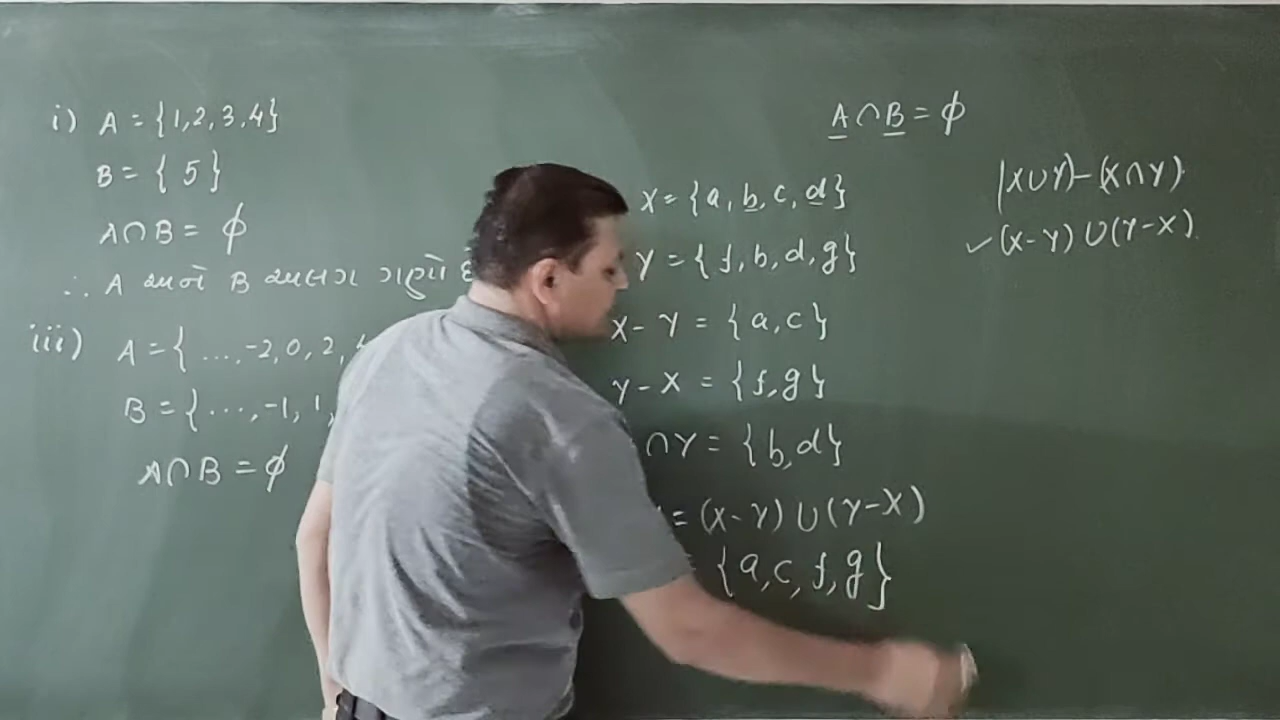 i) A = {1,2,3,4}
B = { 5 }
A∩B = ϕ
∴ A અને B અલગ ગણો
iii) A = { ...,-2,0,2,
B = {...,-1, 1,
A∩B = ϕ
A∩B = ϕ
X = {a, b, c, d}
Y = { f, b, d, g}
X - Y = {a, c}
Y - X = {f, g}
∩Y = {b, d}
= (X-Y) ∪ (Y-X)
{a, c, f, g}
(X∪Y) - (X∩Y)
✓(X-Y) ∪ (Y-X)